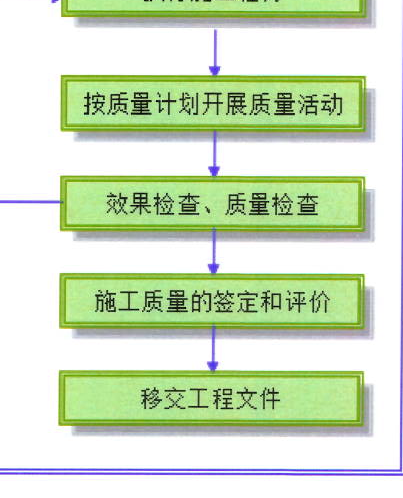 按质量计划开展质量活动
效果检查、质量检查
施工质量的签定和评价
移交工程文件